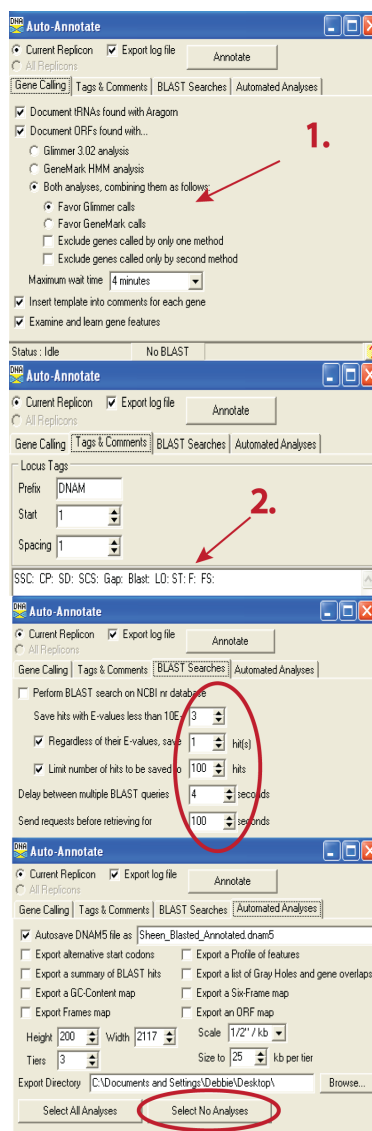 DNA Auto-Annotate
Current Replicon Export log file Annotate
All Replicons
Gene Calling Tags & Comments BLAST Searches Automated Analyses
Document tRNAs found with Aragorn
Document ORFs found with...
1.
Glimmer 3.02 analysis
GeneMark HMM analysis
Both analyses, combining them as follows:
Favor Glimmer calls
Favor GeneMark calls
Exclude genes called by only one method
Exclude genes called only by second method
Maximum wait time 4 minutes
Insert template into comments for each gene
Examine and learn gene features
Status : Idle No BLAST
DNA Auto-Annotate
Current Replicon Export log file Annotate
All Replicons
Gene Calling Tags & Comments BLAST Searches Automated Analyses
Locus Tags
Prefix DNAM
2.
Start 1
Spacing 1
SSC: CP: SD: SCS: Gap: Blast: LO: ST: F: FS:
DNA Auto-Annotate
Current Replicon Export log file Annotate
All Replicons
Gene Calling Tags & Comments BLAST Searches Automated Analyses
Perform BLAST search on NCBI nr database
Save hits with E-values less than 10E- 3
Regardless of their E-values, save 1 hit(s)
Limit number of hits to be saved to 100 hits
Delay between multiple BLAST queries 4 seconds
Send requests before retrieving for 100 seconds
DNA Auto-Annotate
Current Replicon Export log file Annotate
All Replicons
Gene Calling Tags & Comments BLAST Searches Automated Analyses
Autosave DNAM5 file as Sheen_Blasted_Annotated.dnam5
Export alternative start codons Export a Profile of features
Export a summary of BLAST hits Export a list of Gray Holes and gene overlaps
Export a GC-Content map Export a Six-Frame map
Export Frames map Export an ORF map
Height 200 Width 2117 Scale 1/2" / kb
Tiers 3 Size to 25 kb per tier
Export Directory C:\Documents and Settings\Debbie\Desktop\ Browse...
Select All Analyses Select No Analyses